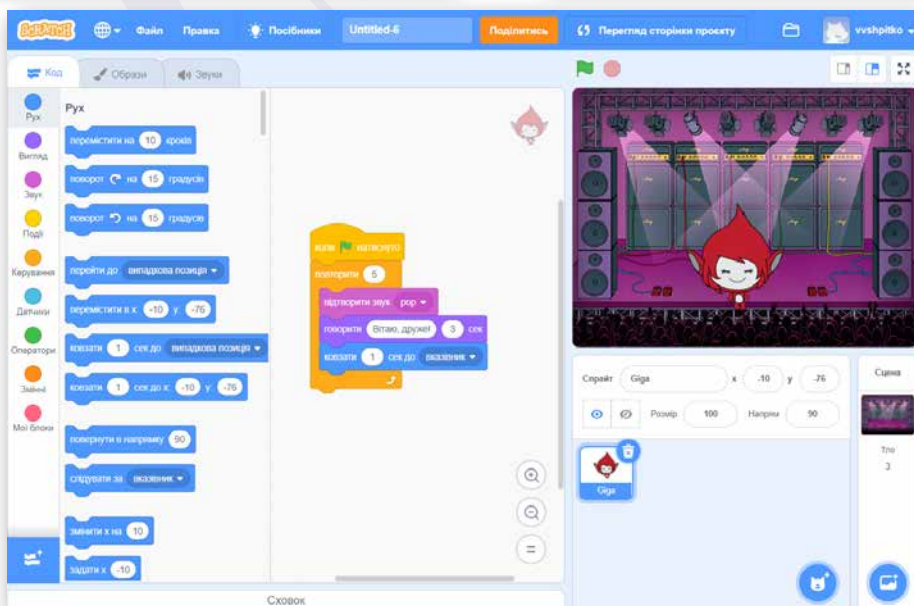 SCRATCH Файл Правка Посібники Untitled-6 Поділитись Перегляд сторінки проєкту vvshpitko
Код Образи Звуки
Рух
Вигляд
Звук
Події
Керування
Датчики
Оператори
Змінні
Мої блоки
Рух
перемістити на 10 кроків
поворот на 15 градусів
поворот на 15 градусів
перейти до випадкова позиція
перемістити в x -10 y -76
ковзати 1 сек до випадкова позиція
ковзати 1 сек до x: -10 y -76
повернути в напрямку 90
слідувати за вказівник
змінити x на 10
задати x -10
коли натиснуто
повторити 5
відтворити звук pop
говорити Вітаю, друже! 3 сек
ковзати 1 сек до вказівник
Сховок
Спрайт Giga x -10 y -76
Розмір 100 Напрям 90
Giga
Сцена
Тло
3